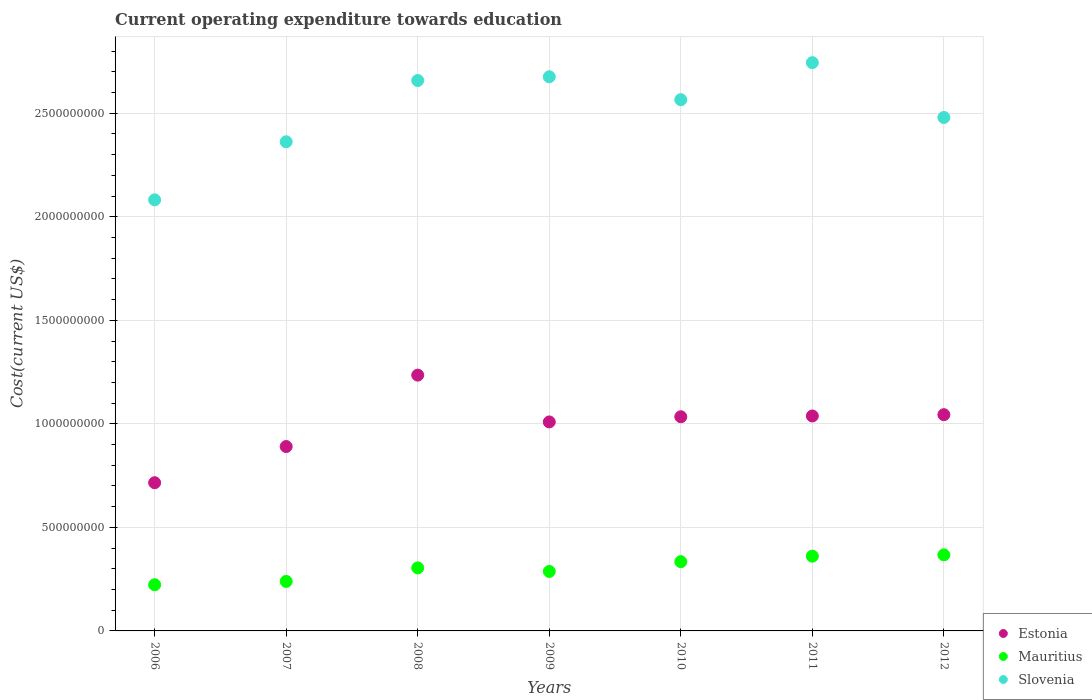 Current operating expenditure towards education
Cost(current US$)
2500000000
2000000000
1500000000
1000000000
500000000
0
2006
2007
2008
2009
2010
2011
2012
Years
Estonia
Mauritius
Slovenia